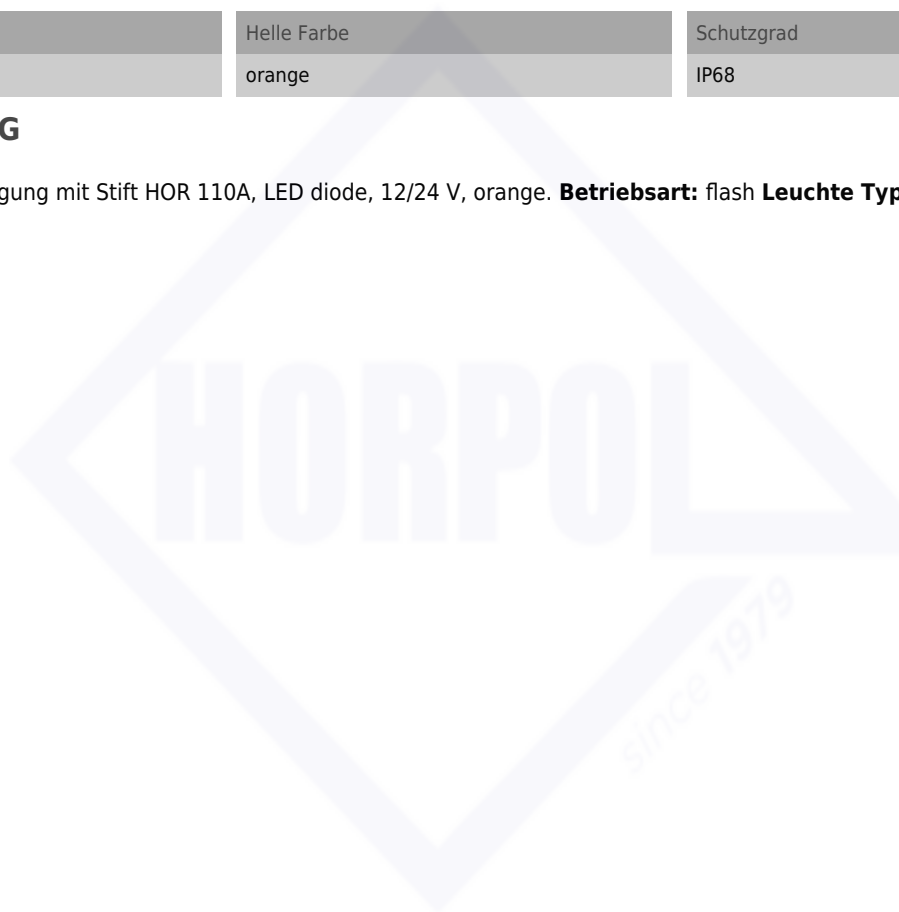 Helle Farbe Schutzgrad
orange IP68
G
gung mit Stift HOR 110A, LED diode, 12/24 V, orange. Betriebsart: flash Leuchte Typ
HORPOL
since 1979